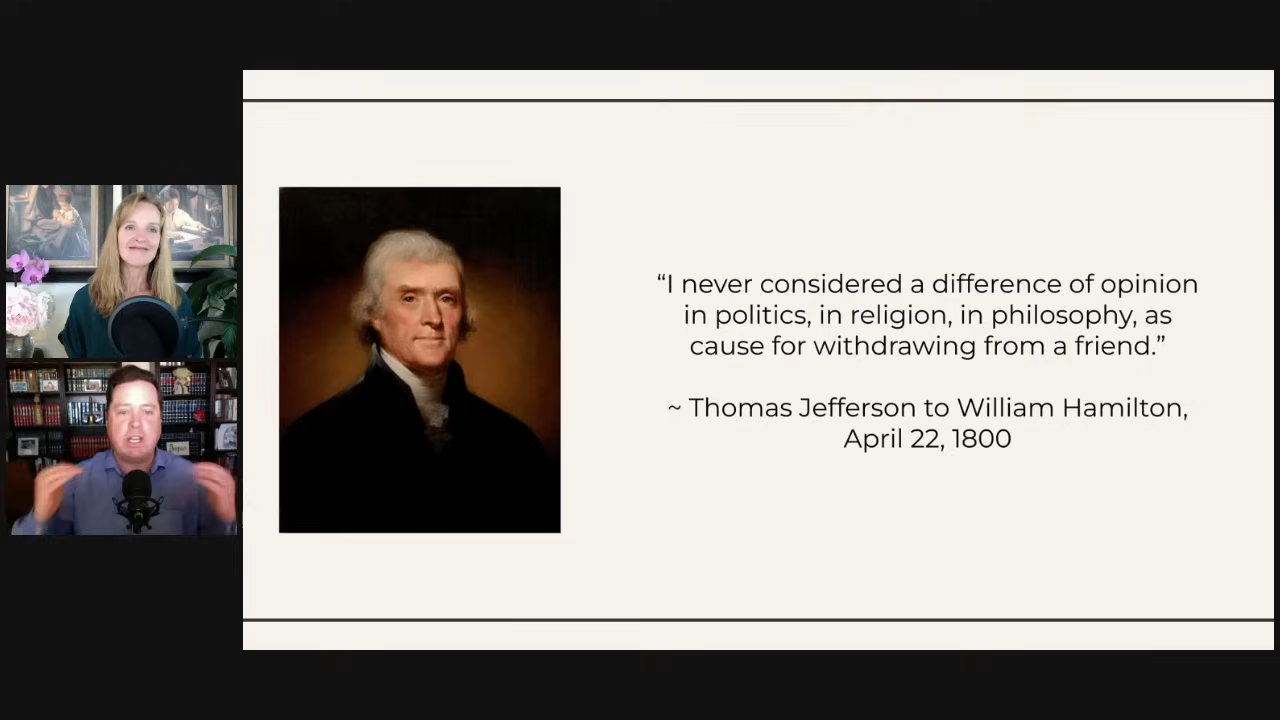 “I never considered a difference of opinion
in politics, in religion, in philosophy, as
cause for withdrawing from a friend.”
~ Thomas Jefferson to William Hamilton,
April 22, 1800